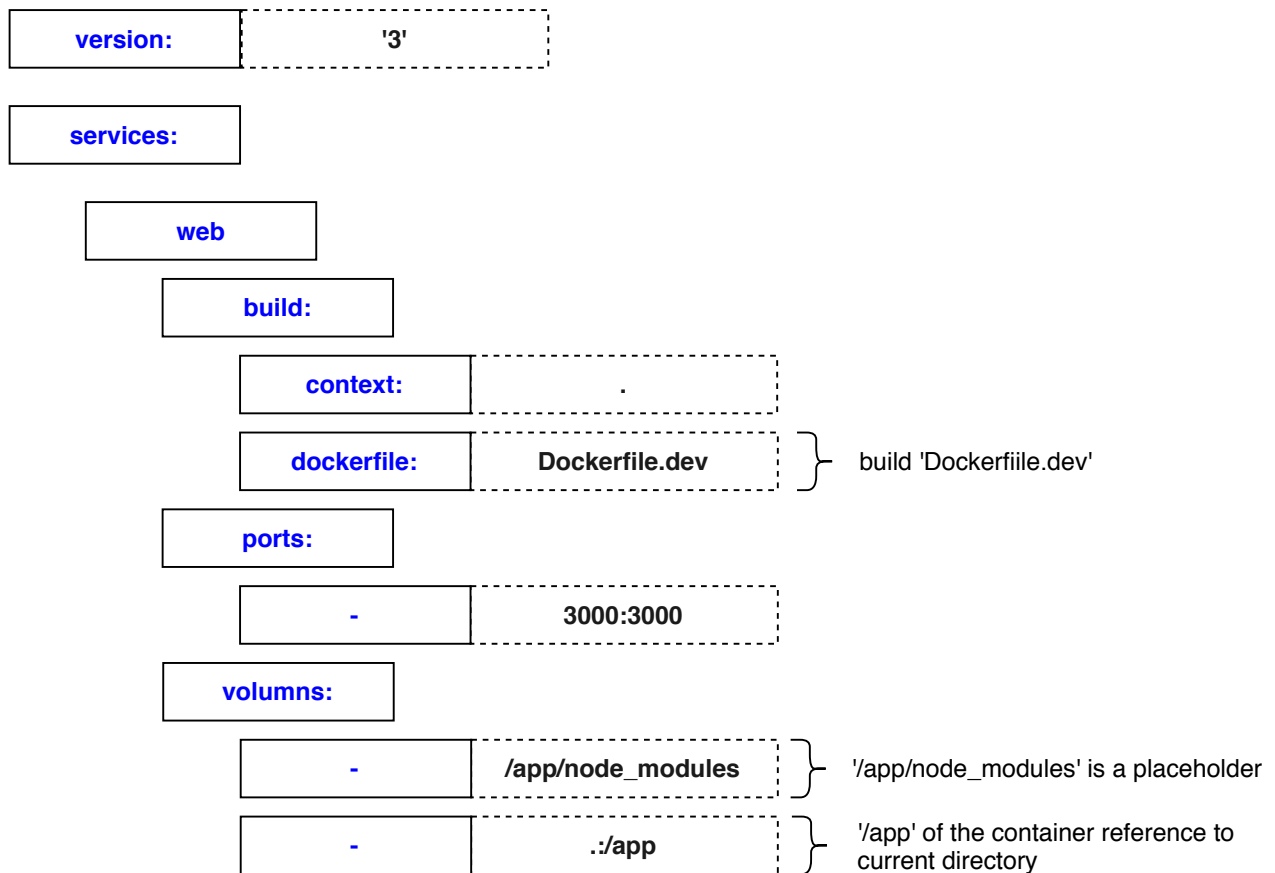 version: '3'
services:
web
build:
context: .
dockerfile: Dockerfile.dev build 'Dockerfiile.dev'
ports:
- 3000:3000
volumns:
- /app/node_modules '/app/node_modules' is a placeholder
- .:/app '/app' of the container reference to
current directory